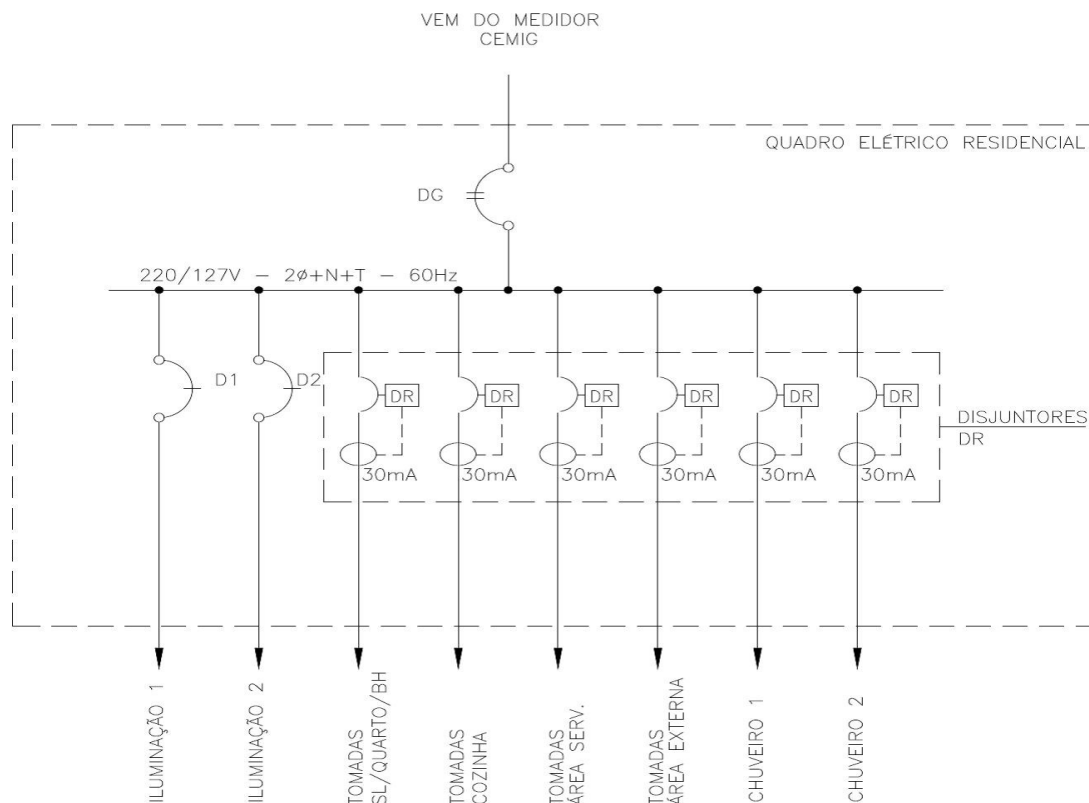 VEM DO MEDIDOR
CEMIG
QUADRO ELÉTRICO RESIDENCIAL
DG
220/127V – 2ø+N+T – 60Hz
D1
D2
DR
DR
DR
DR
DR
DR
30mA
30mA
30mA
30mA
30mA
30mA
DISJUNTORES
DR
ILUMINAÇÃO 1
ILUMINAÇÃO 2
TOMADAS
SL/QUARTO/BH
TOMADAS
COZINHA
TOMADAS
ÁREA SERV.
TOMADAS
ÁREA EXTERNA
CHUVEIRO 1
CHUVEIRO 2